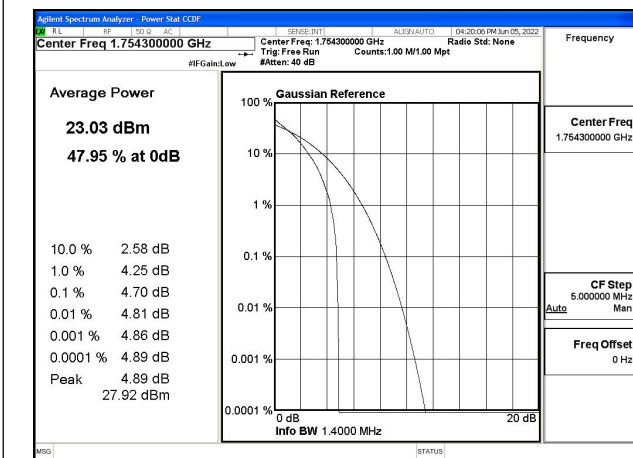 Agilent Spectrum Analyzer - Power Stat CCDF
RL RF 50 Ω AC SENSE:INT ALIGN AUTO 04:20:06 PM Jun 05, 2022
Center Freq 1.754300000 GHz
Center Freq: 1.754300000 GHz Radio Std: None
Trig: Free Run Counts:1.00 M/1.00 Mpt
#IFGain:Low #Atten: 40 dB
Frequency
Average Power
23.03 dBm
47.95 % at 0dB
10.0 % 2.58 dB
1.0 % 4.25 dB
0.1 % 4.70 dB
0.01 % 4.81 dB
0.001 % 4.86 dB
0.0001 % 4.89 dB
Peak 4.89 dB
27.92 dBm
Gaussian Reference
100 %
10 %
1 %
0.1 %
0.01 %
0.001 %
0.0001 %
0 dB 20 dB
Info BW 1.4000 MHz
Center Freq
1.754300000 GHz
CF Step
5.000000 MHz
Auto Man
Freq Offset
0 Hz
MSG STATUS